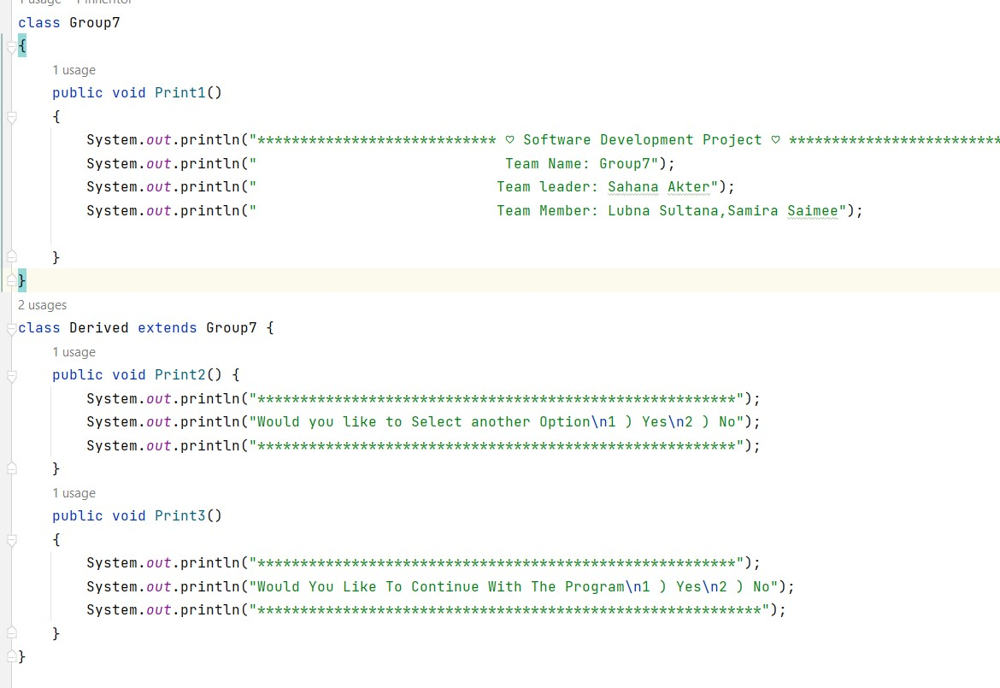 1 usage   1 inheritor
class Group7
{
    1 usage
    public void Print1()
    {
        System.out.println("**************************** ♡ Software Development Project ♡ *************************
        System.out.println("                             Team Name: Group7");
        System.out.println("                            Team leader: Sahana Akter");
        System.out.println("                            Team Member: Lubna Sultana,Samira Saimee");

    }
}
2 usages
class Derived extends Group7 {
    1 usage
    public void Print2() {
        System.out.println("********************************************************");
        System.out.println("Would you like to Select another Option\n1 ) Yes\n2 ) No");
        System.out.println("********************************************************");
    }
    1 usage
    public void Print3()
    {
        System.out.println("********************************************************");
        System.out.println("Would You Like To Continue With The Program\n1 ) Yes\n2 ) No");
        System.out.println("***********************************************************");
    }
}